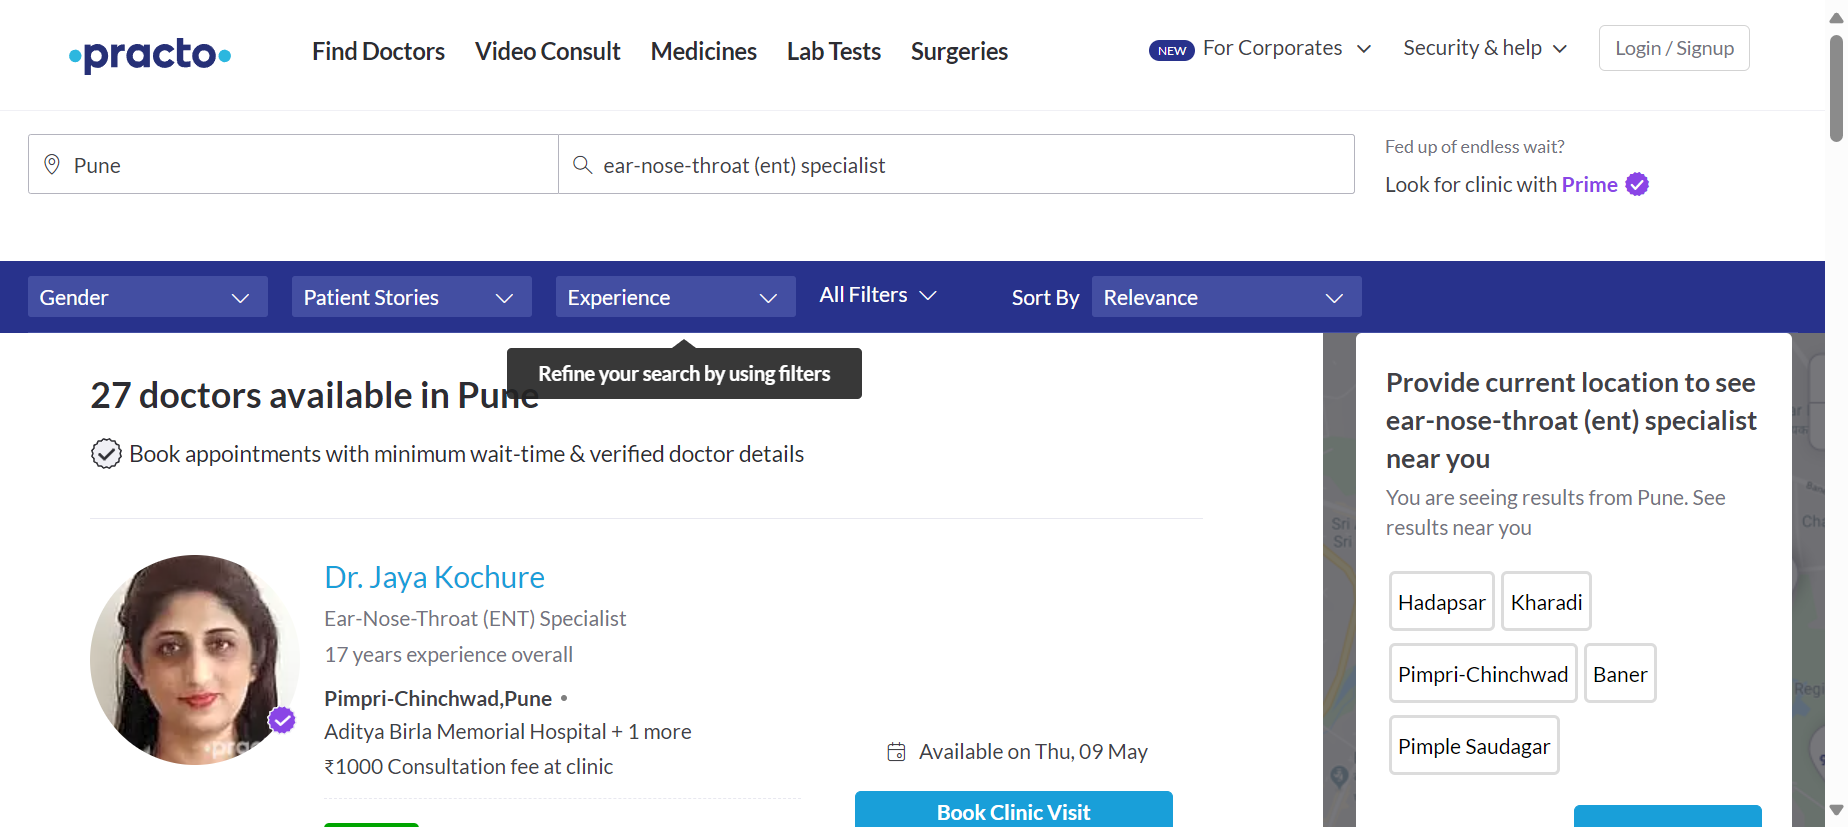 practo
Find Doctors
Video Consult
Medicines
Lab Tests
Surgeries
NEW
For Corporates
Security & help
Login / Signup
Pune
ear-nose-throat (ent) specialist
Fed up of endless wait?
Look for clinic with Prime
Gender
Patient Stories
Experience
All Filters
Sort By
Relevance
Refine your search by using filters
27 doctors available in Pune
Book appointments with minimum wait-time & verified doctor details
Dr. Jaya Kochure
Ear-Nose-Throat (ENT) Specialist
17 years experience overall
Pimpri-Chinchwad,Pune
Aditya Birla Memorial Hospital + 1 more
₹1000 Consultation fee at clinic
Available on Thu, 09 May
Book Clinic Visit
Provide current location to see
ear-nose-throat (ent) specialist
near you
You are seeing results from Pune. See
results near you
Hadapsar
Kharadi
Pimpri-Chinchwad
Baner
Pimple Saudagar
Sri
Sri